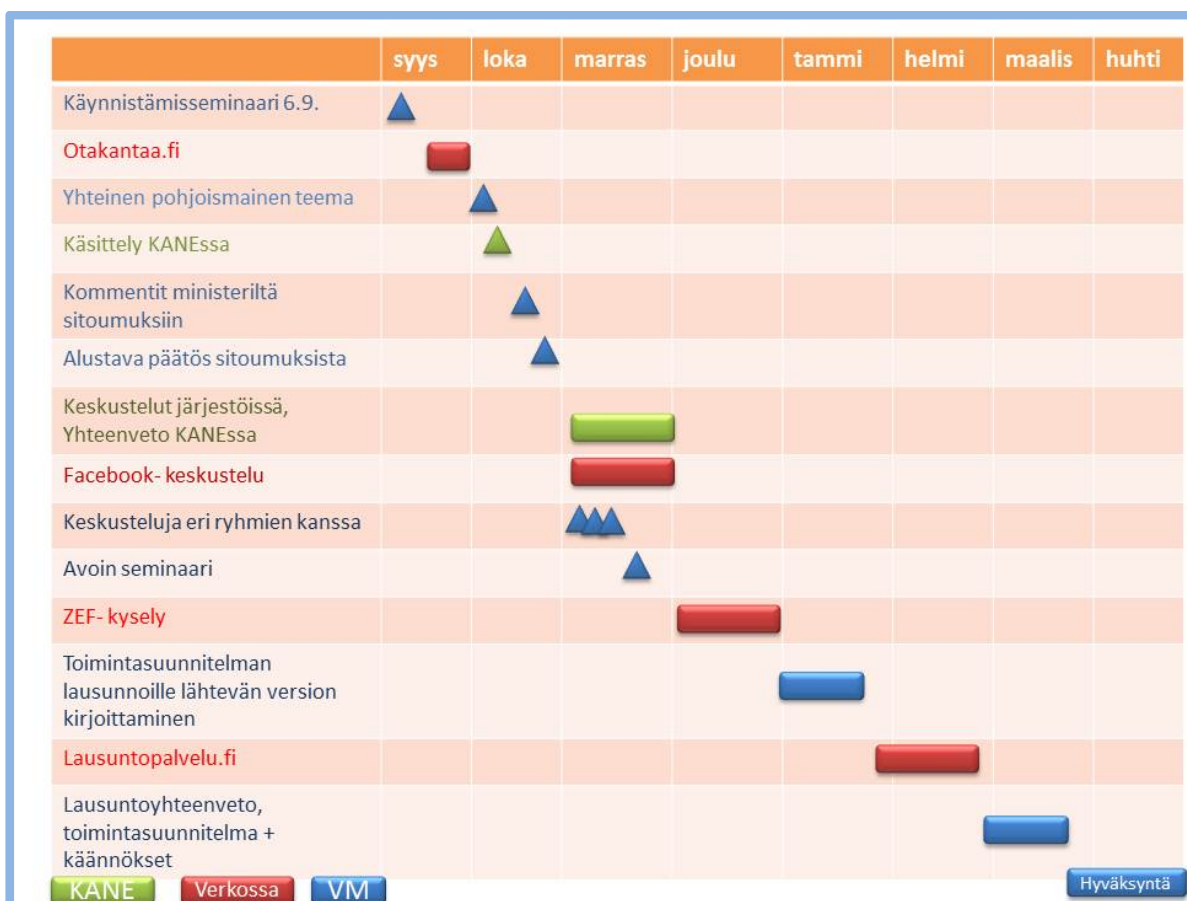 syys loka marras joulu tammi helmi maalis huhti
Käynnistämisseminaari 6.9.
Otakantaa.fi
Yhteinen pohjoismainen teema
Käsittely KANEssa
Kommentit ministeriltä
sitoumuksiin
Alustava päätös sitoumuksista
Keskustelut järjestöissä,
Yhteenveto KANEssa
Facebook- keskustelu
Keskusteluja eri ryhmien kanssa
Avoin seminaari
ZEF- kysely
Toimintasuunnitelman
lausunnoille lähtevän version
kirjoittaminen
Lausuntopalvelu.fi
Lausuntoyhteenveto,
toimintasuunnitelma +
käännökset
KANE Verkossa VM Hyväksyntä